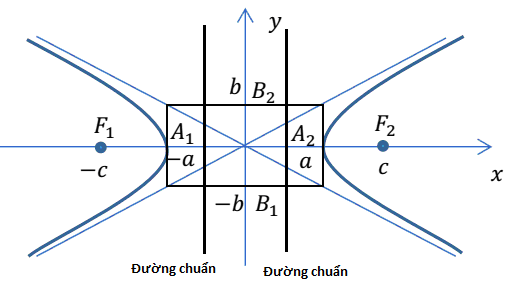 y
b B₂
F₁ A₁ A₂ F₂
−c −a a c x
−b B₁
Đường chuẩn Đường chuẩn